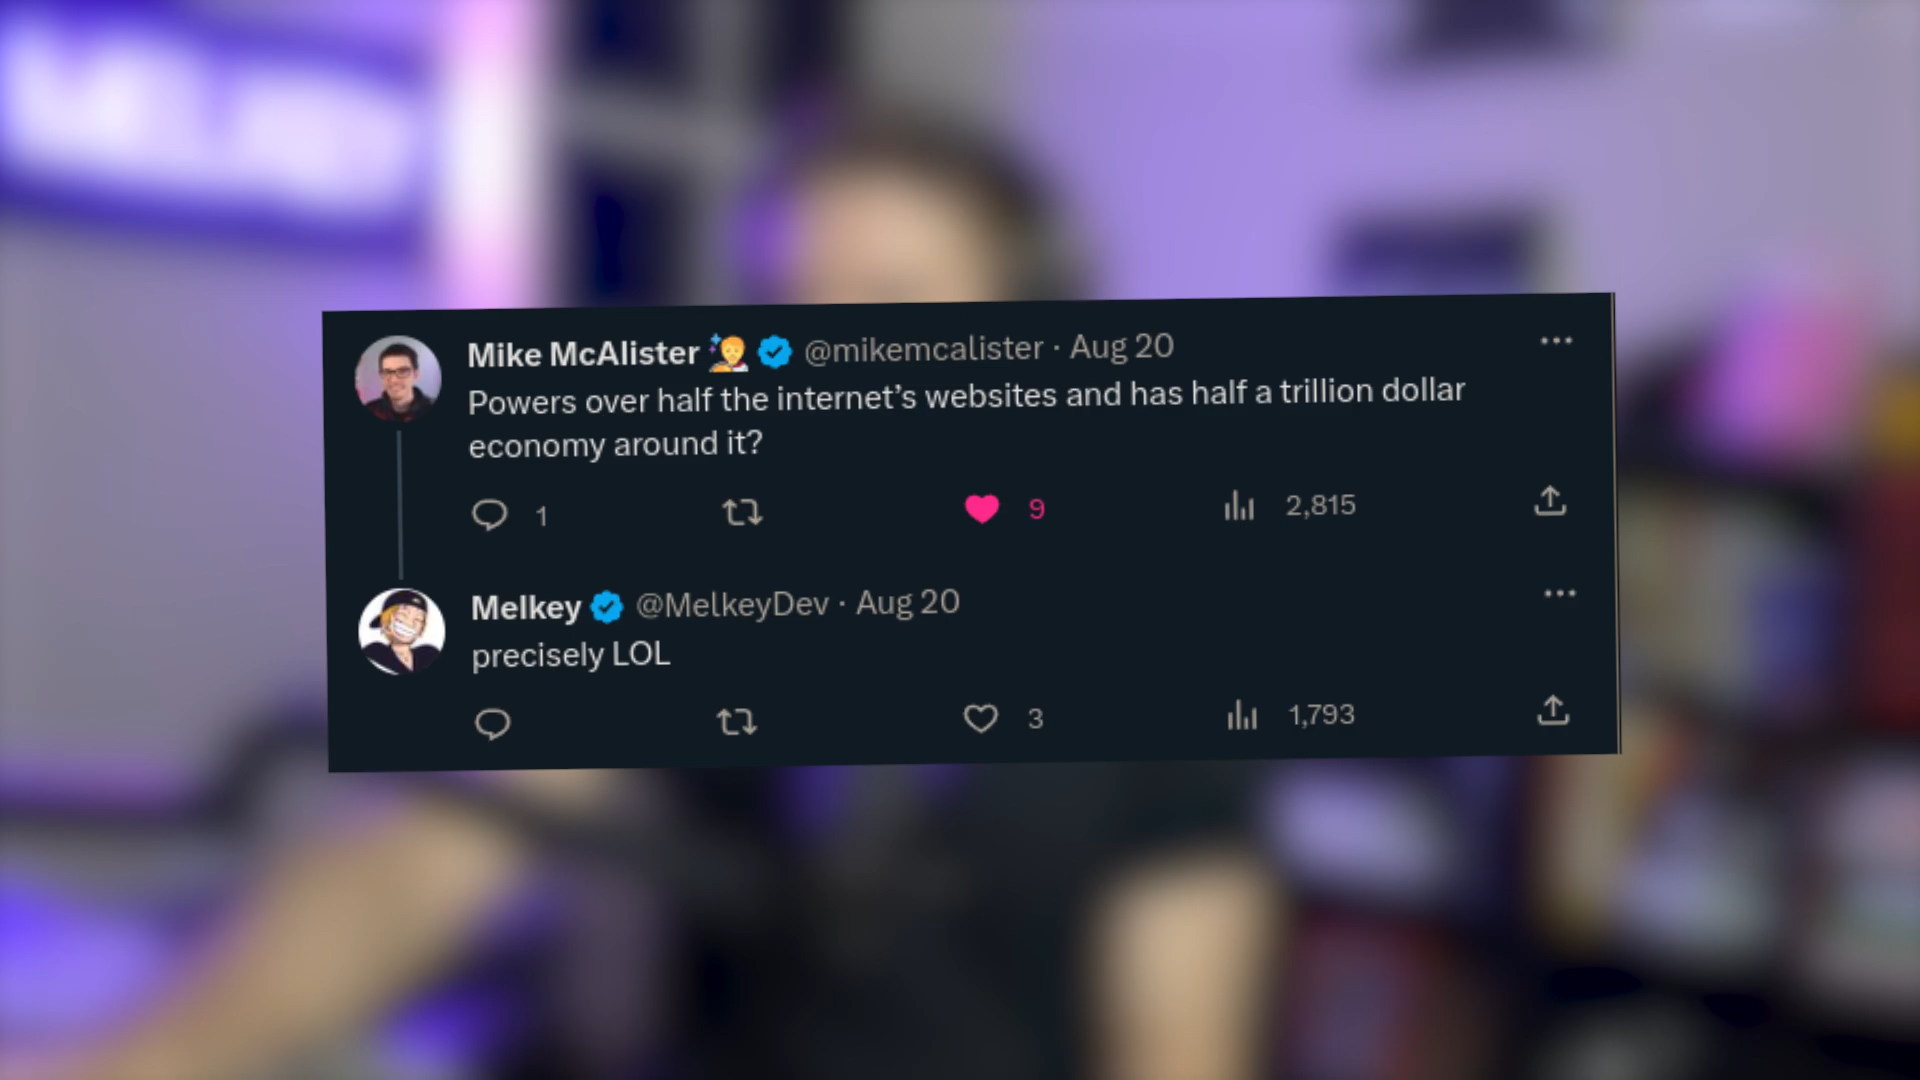 Mike McAlister 🧑‍🎨 @mikemcalister · Aug 20
Powers over half the internet’s websites and has half a trillion dollar
economy around it?
1 9 2,815
Melkey @MelkeyDev · Aug 20
precisely LOL
3 1,793